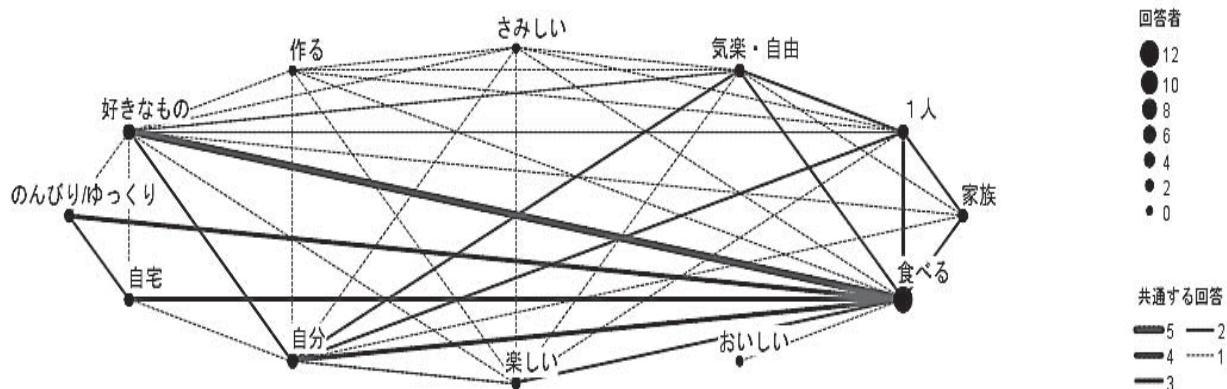 さみしい
作る
気楽・自由
好きなもの
1人
のんびり/ゆっくり
家族
自宅
食べる
自分
おいしい
楽しい
回答者
12
10
8
6
4
2
0
共通する回答
5 2
4 1
3